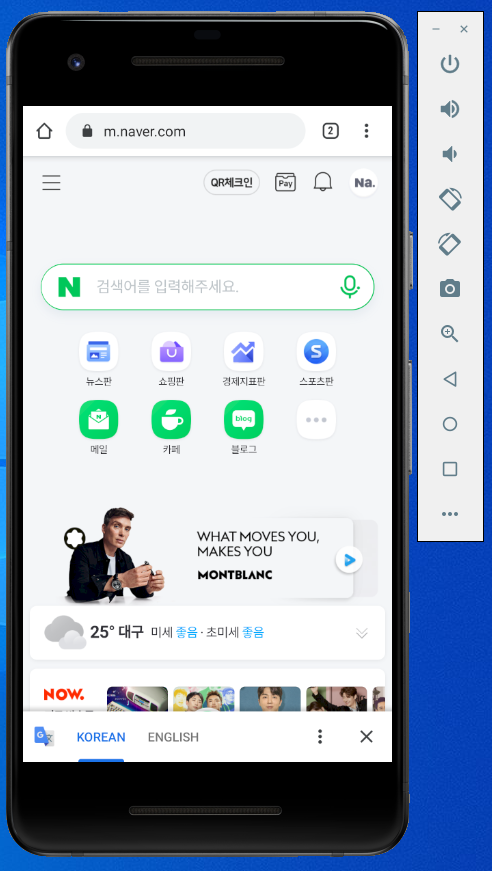 m.naver.com
2
QR체크인
Pay
Na.
N
검색어를 입력해주세요.
뉴스판
쇼핑판
경제지표판
스포츠판
S
N
blog
메일
카페
블로그
WHAT MOVES YOU,
MAKES YOU
MONTBLANC
25° 대구 미세 좋음 · 초미세 좋음
NOW.
G
KOREAN
ENGLISH